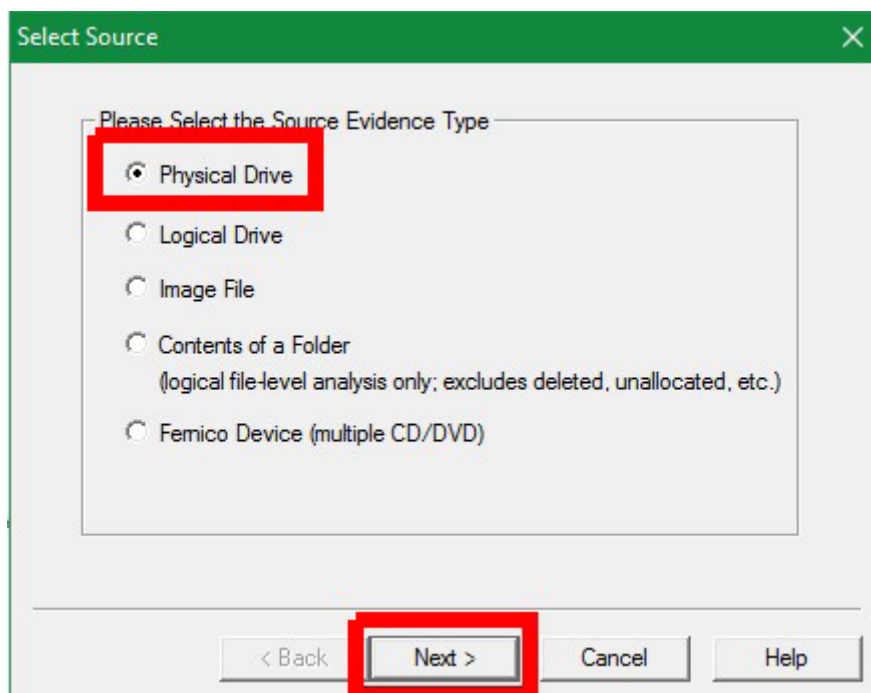 Select Source
Please Select the Source Evidence Type
Physical Drive
Logical Drive
Image File
Contents of a Folder
(logical file-level analysis only; excludes deleted, unallocated, etc.)
Fernico Device (multiple CD/DVD)
< Back Next > Cancel Help